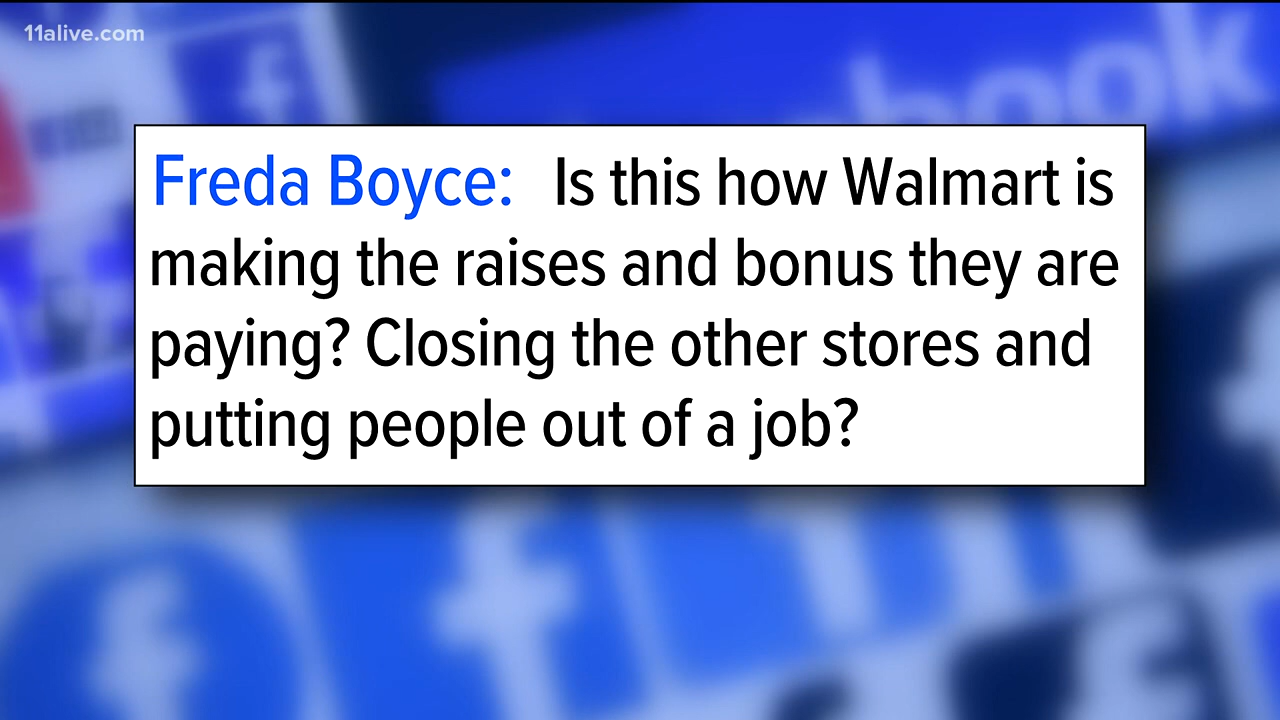 11alive.com
book
Freda Boyce: Is this how Walmart is
making the raises and bonus they are
paying? Closing the other stores and
putting people out of a job?